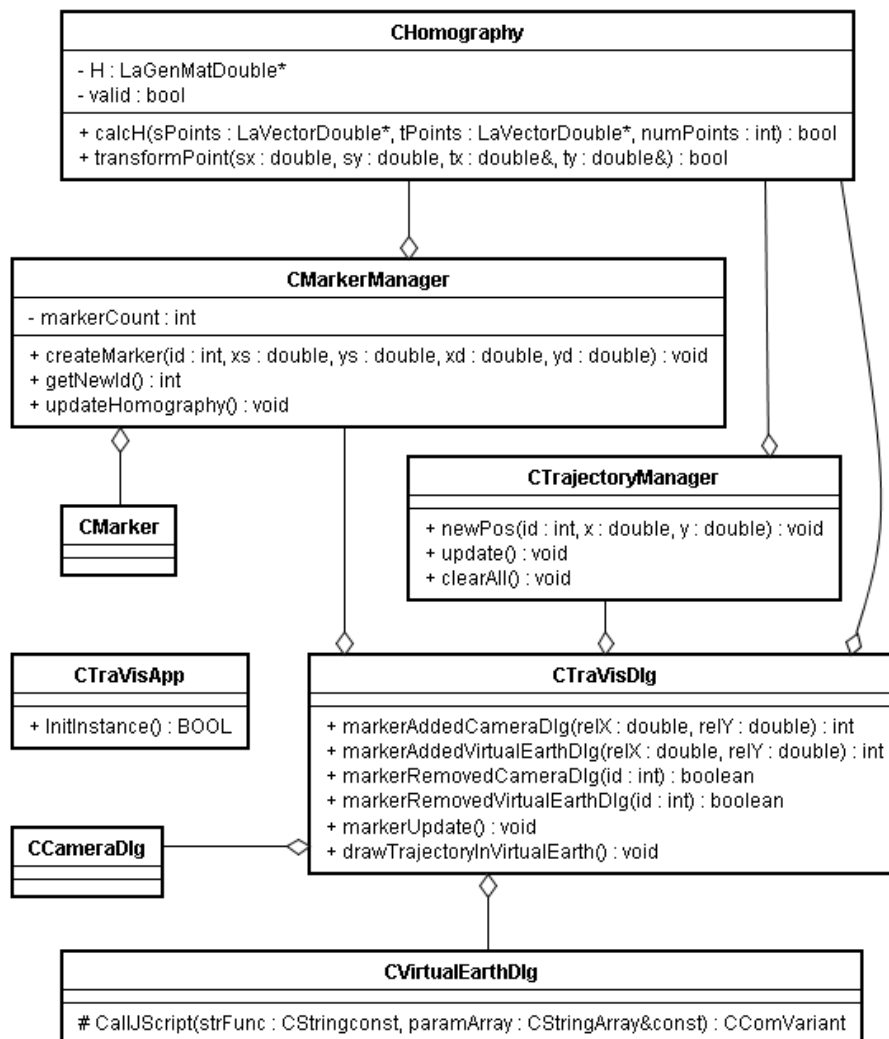 CHomography
- H : LaGenMatDouble*
- valid : bool
+ calcH(sPoints : LaVectorDouble*, tPoints : LaVectorDouble*, numPoints : int) : bool
+ transformPoint(sx : double, sy : double, tx : double&, ty : double&) : bool
CMarkerManager
- markerCount : int
+ createMarker(id : int, xs : double, ys : double, xd : double, yd : double) : void
+ getNewId() : int
+ updateHomography() : void
CTrajectoryManager
+ newPos(id : int, x : double, y : double) : void
+ update() : void
+ clearAll() : void
CMarker
CTraVisApp
+ InitInstance() : BOOL
CTraVisDlg
+ markerAddedCameraDlg(relX : double, relY : double) : int
+ markerAddedVirtualEarthDlg(relX : double, relY : double) : int
+ markerRemovedCameraDlg(id : int) : boolean
+ markerRemovedVirtualEarthDlg(id : int) : boolean
+ markerUpdate() : void
+ drawTrajectoryInVirtualEarth() : void
CCameraDlg
CVirtualEarthDlg
# CallJScript(strFunc : CStringconst, paramArray : CStringArray&const) : CComVariant